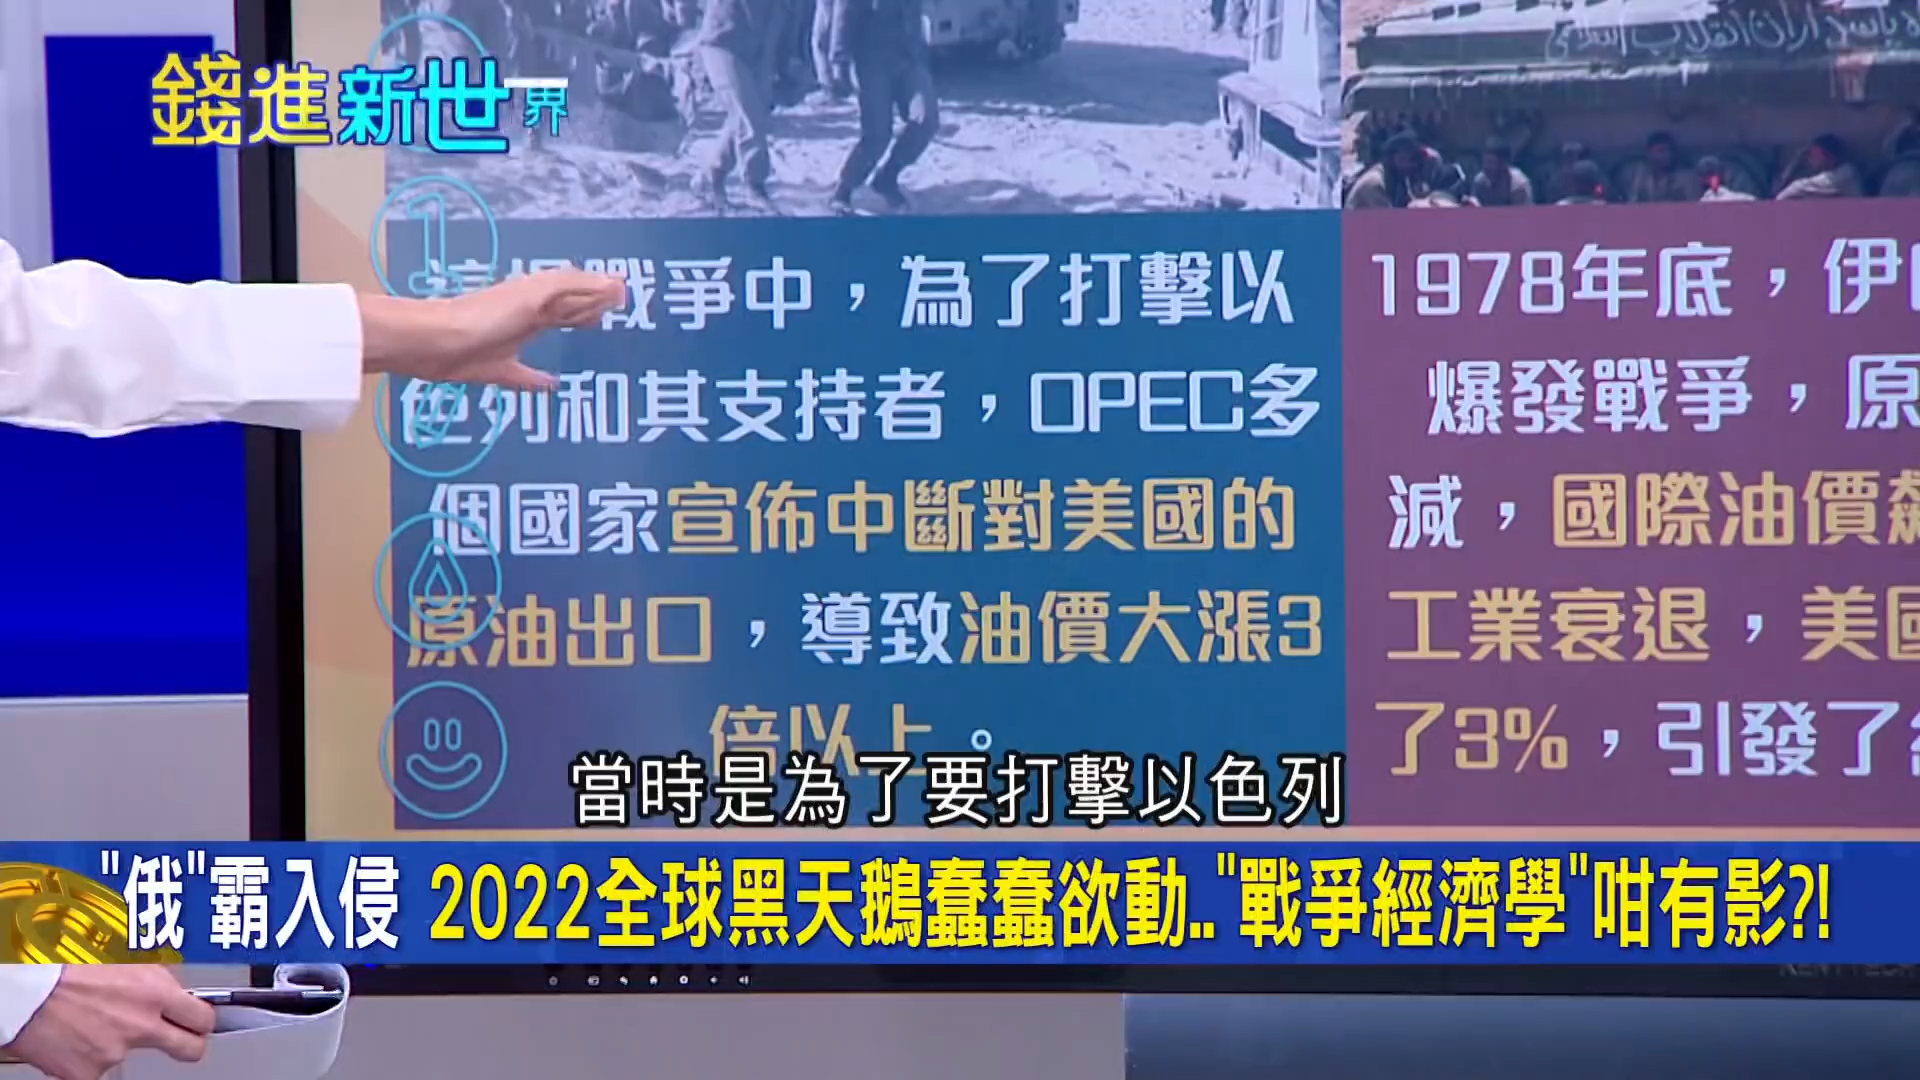 錢進新世界
戰爭中，為了打擊以
色列和其支持者，OPEC多
個國家宣佈中斷對美國的
原油出口，導致油價大漲3
倍以上。
1978年底，伊
爆發戰爭，原
減，國際油價
工業衰退，美國
了3%，引發了
當時是為了要打擊以色列
"俄"霸入侵 2022全球黑天鵝蠢蠢欲動.."戰爭經濟學"咁有影?!